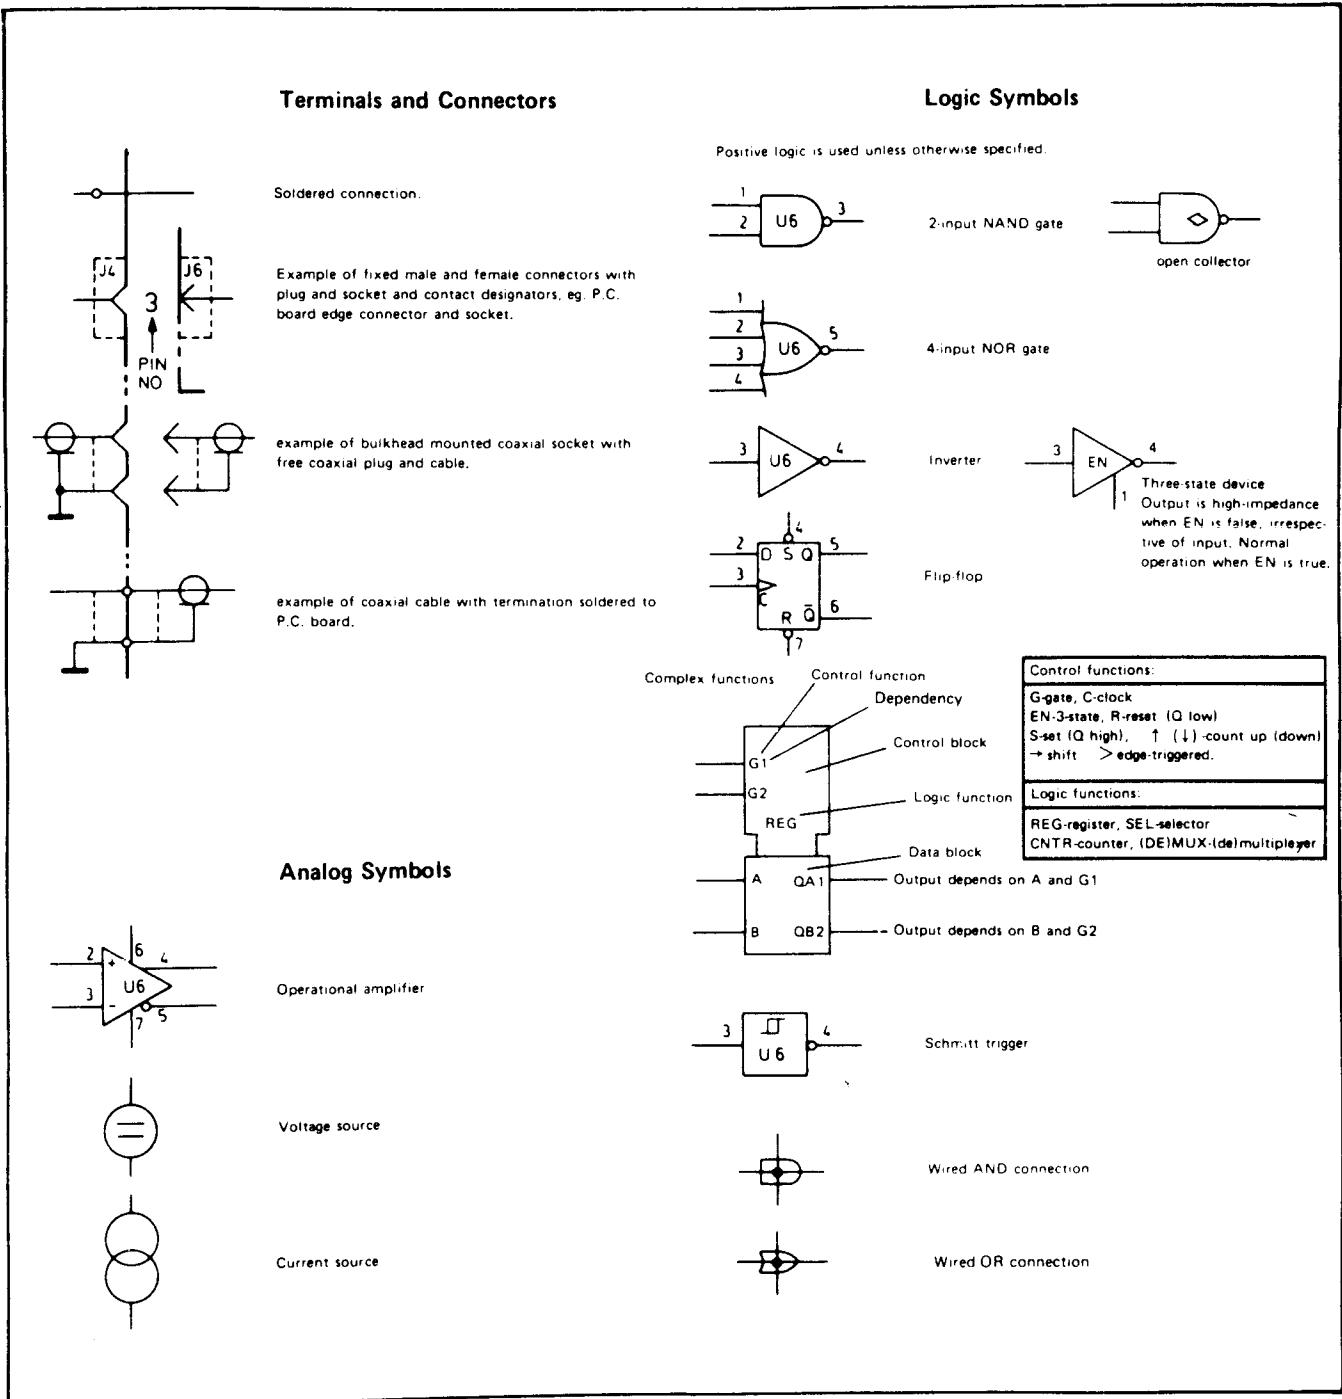 Terminals and Connectors
Soldered connection.
J4
J6
3
PIN
NO
Example of fixed male and female connectors with
plug and socket and contact designators, eg. P.C.
board edge connector and socket.
example of bulkhead mounted coaxial socket with
free coaxial plug and cable.
example of coaxial cable with termination soldered to
P.C. board.
Analog Symbols
2
+
6
4
U6
3
-
7
5
Operational amplifier
Voltage source
Current source
Logic Symbols
Positive logic is used unless otherwise specified.
1
2
U6
3
2-input NAND gate
open collector
1
2
3
4
U6
5
4-input NOR gate
3
U6
4
Inverter
3
EN
4
1
Three-state device
Output is high-impedance
when EN is false, irrespec-
tive of input. Normal
operation when EN is true.
4
2
D S Q
5
3
C
R Q̅
6
7
Flip-flop
Complex functions
Control function
Dependency
G1
Control block
G2
Logic function
REG
Data block
A QA1
Output depends on A and G1
B QB2
Output depends on B and G2
Control functions:
G-gate, C-clock
EN-3-state, R-reset (Q low)
S-set (Q high), ↑ (↓) -count up (down)
→ shift > edge-triggered.
Logic functions:
REG-register, SEL-selector
CNTR-counter, (DE)MUX-(de)multiplexer
3
U6
4
Schmitt trigger
Wired AND connection
Wired OR connection